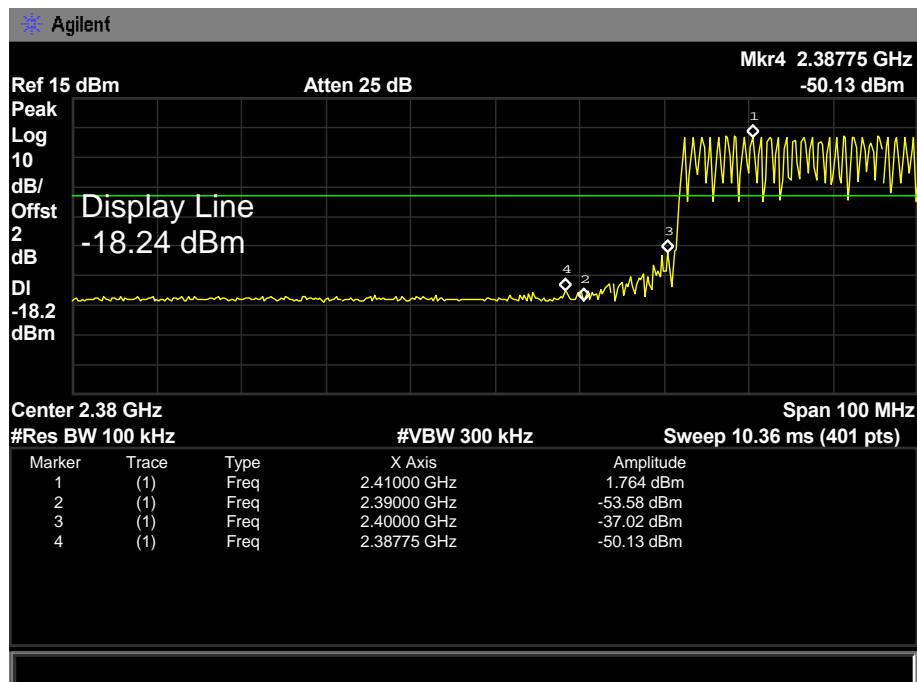 Agilent
Mkr4 2.38775 GHz
Ref 15 dBm Atten 25 dB -50.13 dBm
Peak
Log
10
dB/
Offst
2
dB
DI
-18.2
dBm
Display Line
-18.24 dBm
1
3
4
2
Center 2.38 GHz Span 100 MHz
#Res BW 100 kHz #VBW 300 kHz Sweep 10.36 ms (401 pts)
Marker Trace Type X Axis Amplitude
1 (1) Freq 2.41000 GHz 1.764 dBm
2 (1) Freq 2.39000 GHz -53.58 dBm
3 (1) Freq 2.40000 GHz -37.02 dBm
4 (1) Freq 2.38775 GHz -50.13 dBm